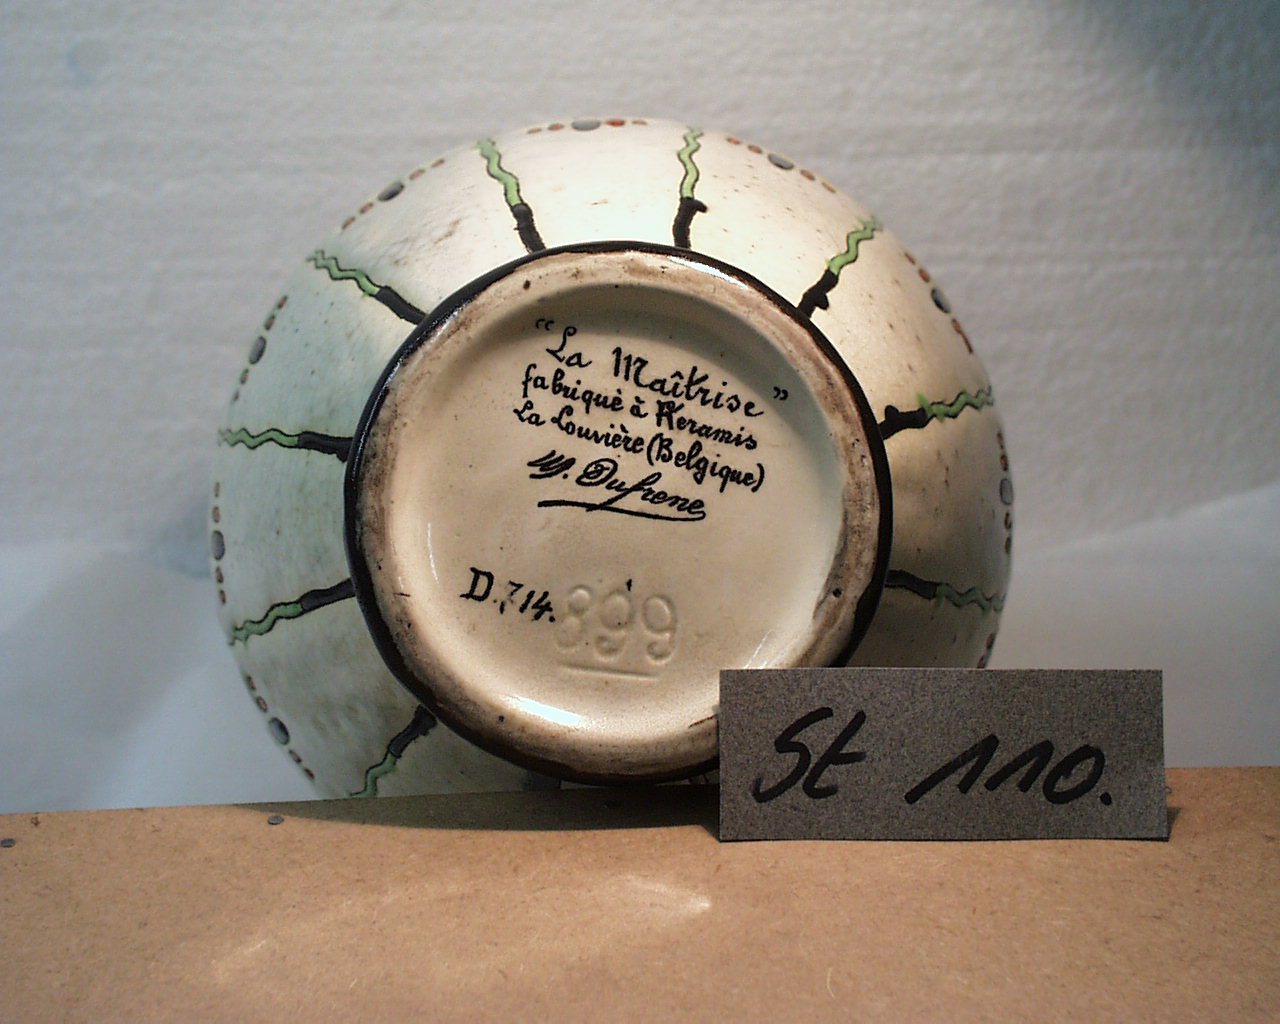 "La Maîtrise"
fabriqué à Keramis
La Louvière (Belgique)
M. Dufrene
D. 714.
899
St 110.